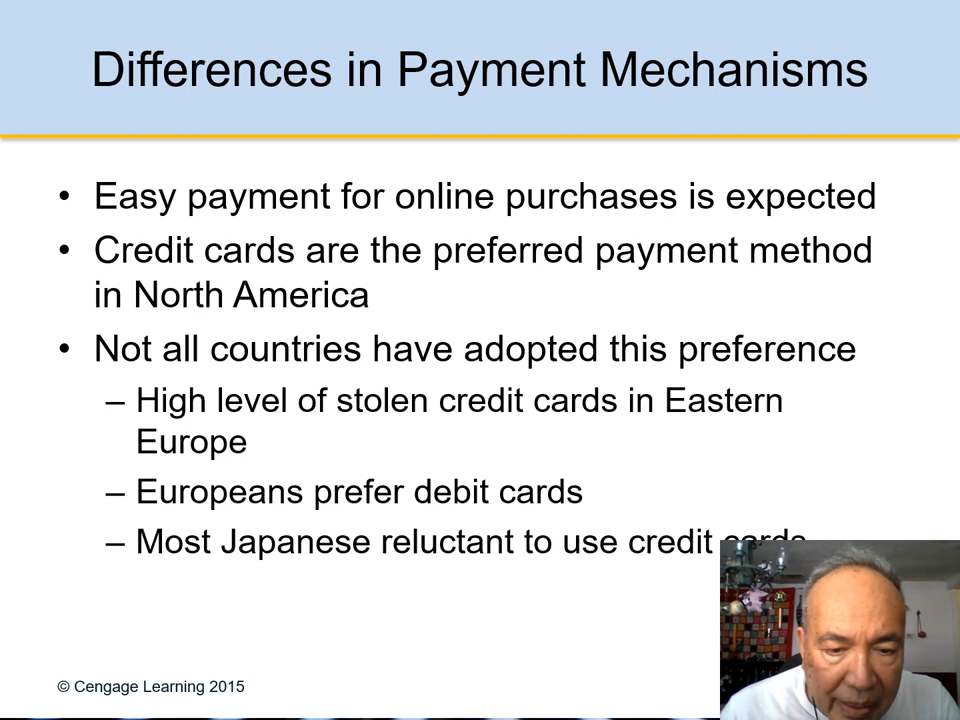 Differences in Payment Mechanisms
• Easy payment for online purchases is expected
• Credit cards are the preferred payment method
in North America
• Not all countries have adopted this preference
– High level of stolen credit cards in Eastern
Europe
– Europeans prefer debit cards
– Most Japanese reluctant to use credit cards
© Cengage Learning 2015